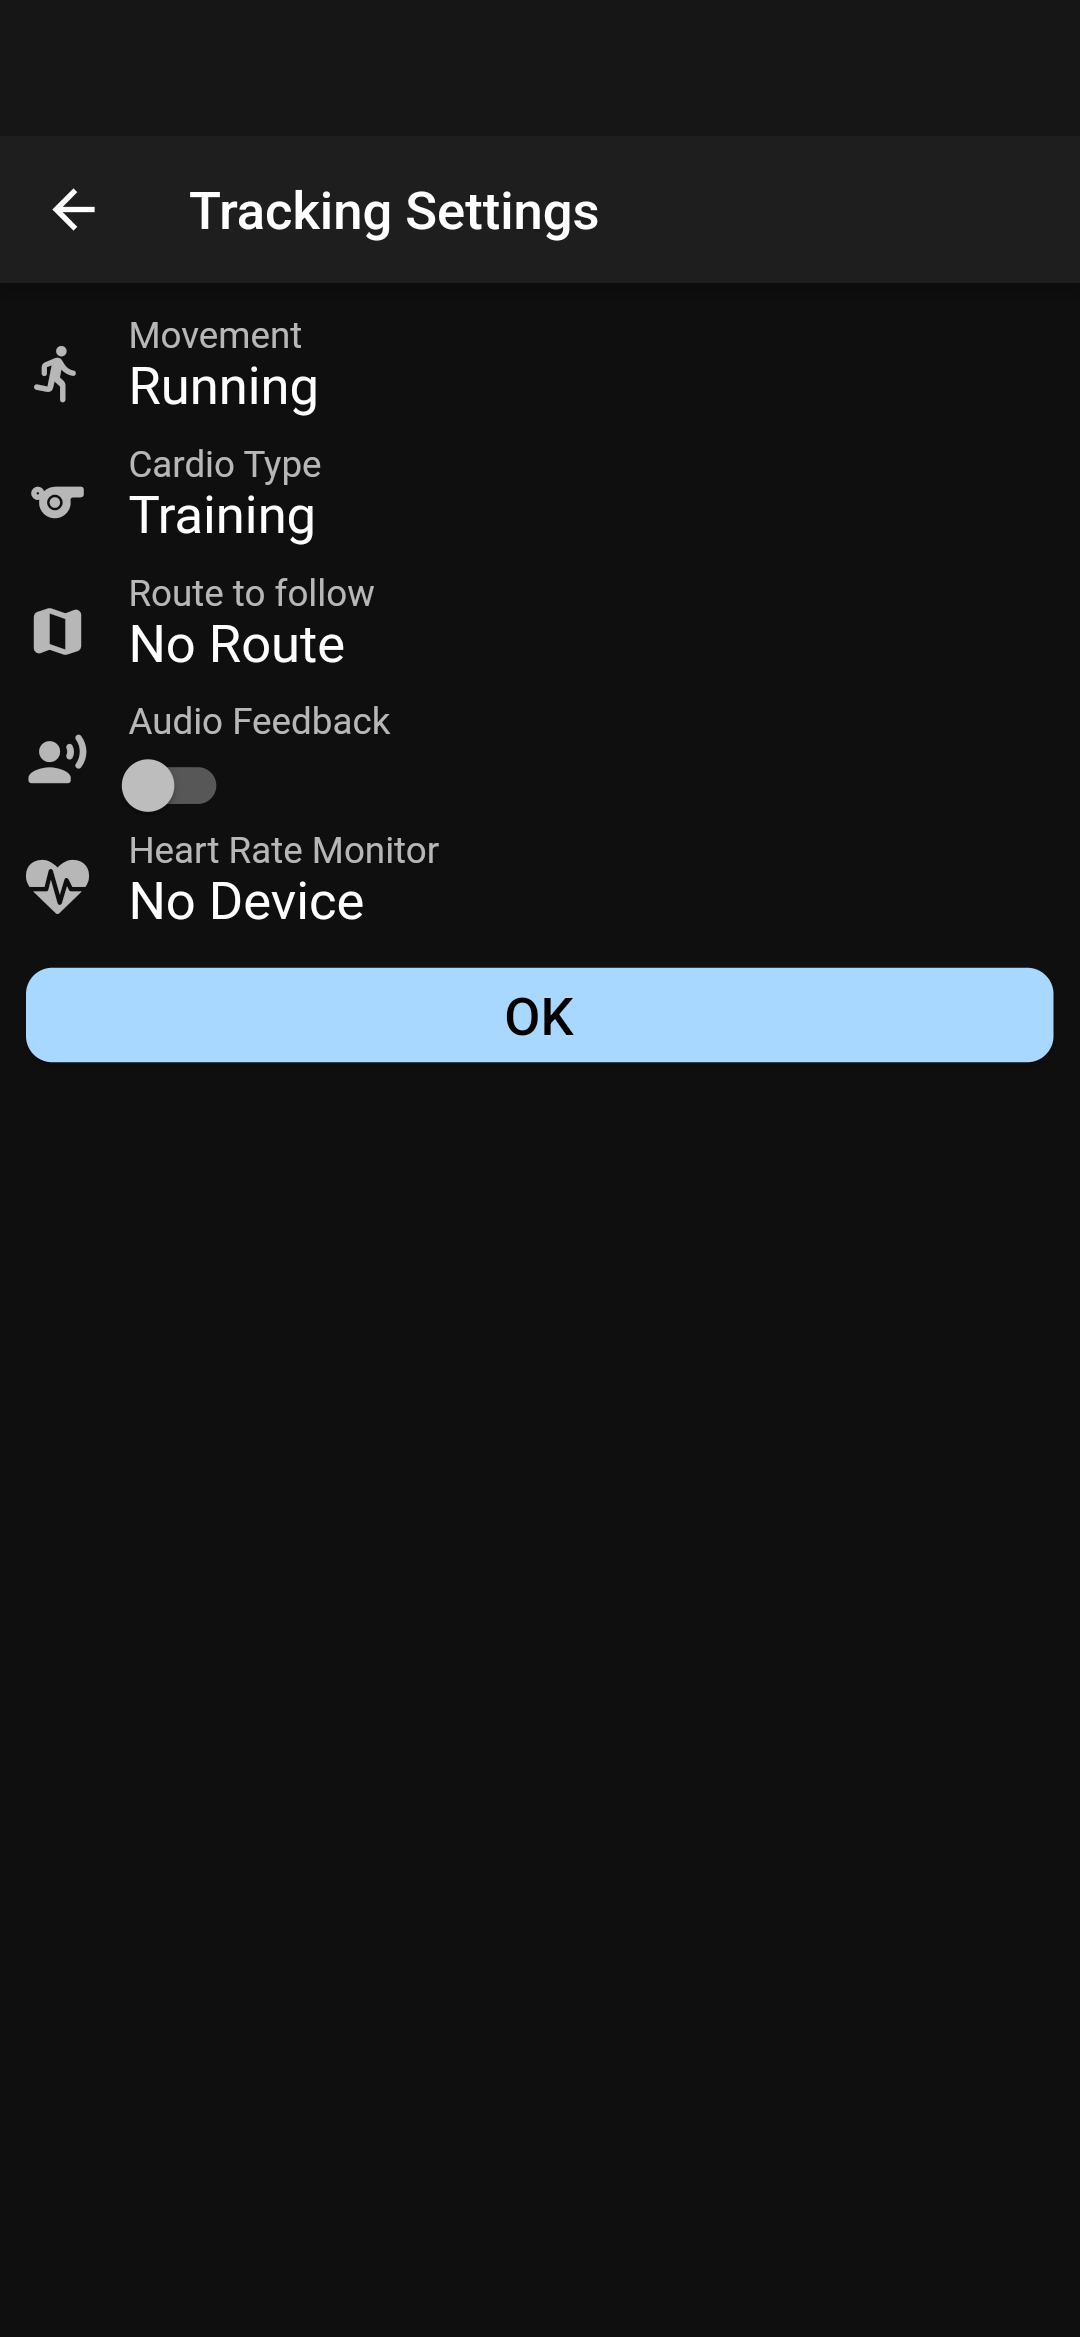 Tracking Settings
Movement
Running
Cardio Type
Training
Route to follow
No Route
Audio Feedback
Heart Rate Monitor
No Device
OK